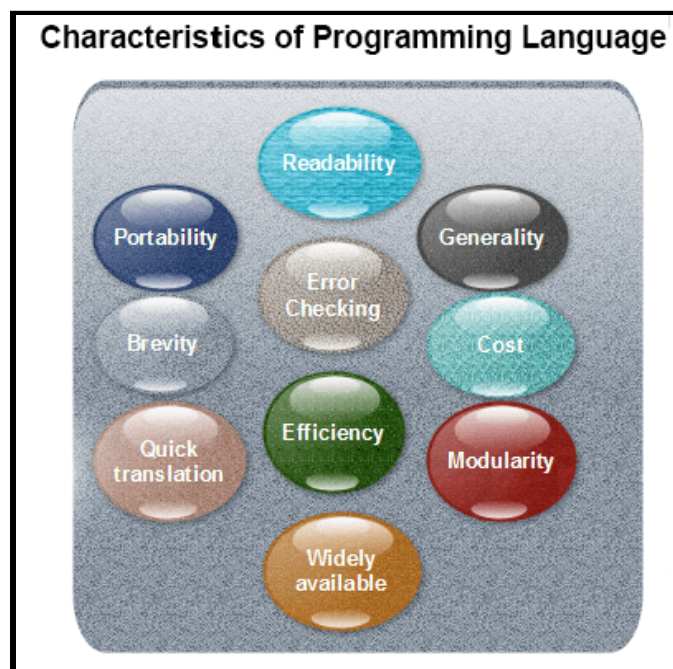 Characteristics of Programming Language
Readability
Portability
Generality
Error
Checking
Brevity
Cost
Efficiency
Quick
translation
Modularity
Widely
available